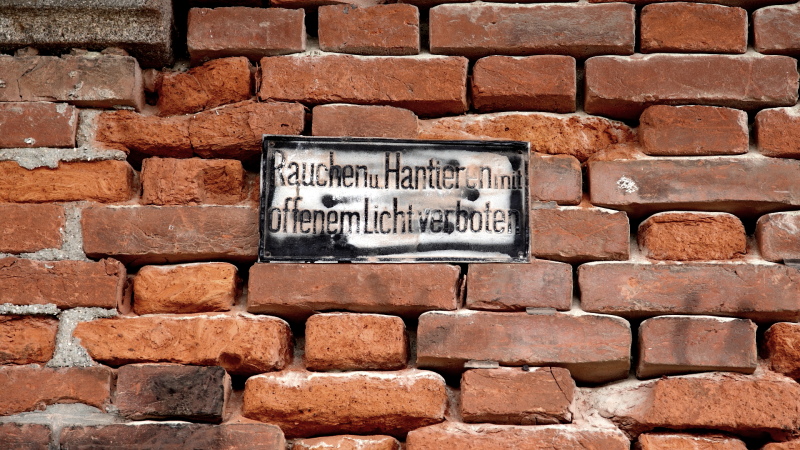 Rauchen u. Hantieren mit
offenem Licht verboten